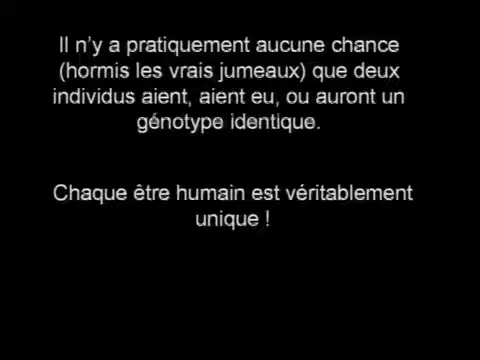 Il n’y a pratiquement aucune chance
(hormis les vrais jumeaux) que deux
individus aient, aient eu, ou auront un
génotype identique.
Chaque être humain est véritablement
unique !